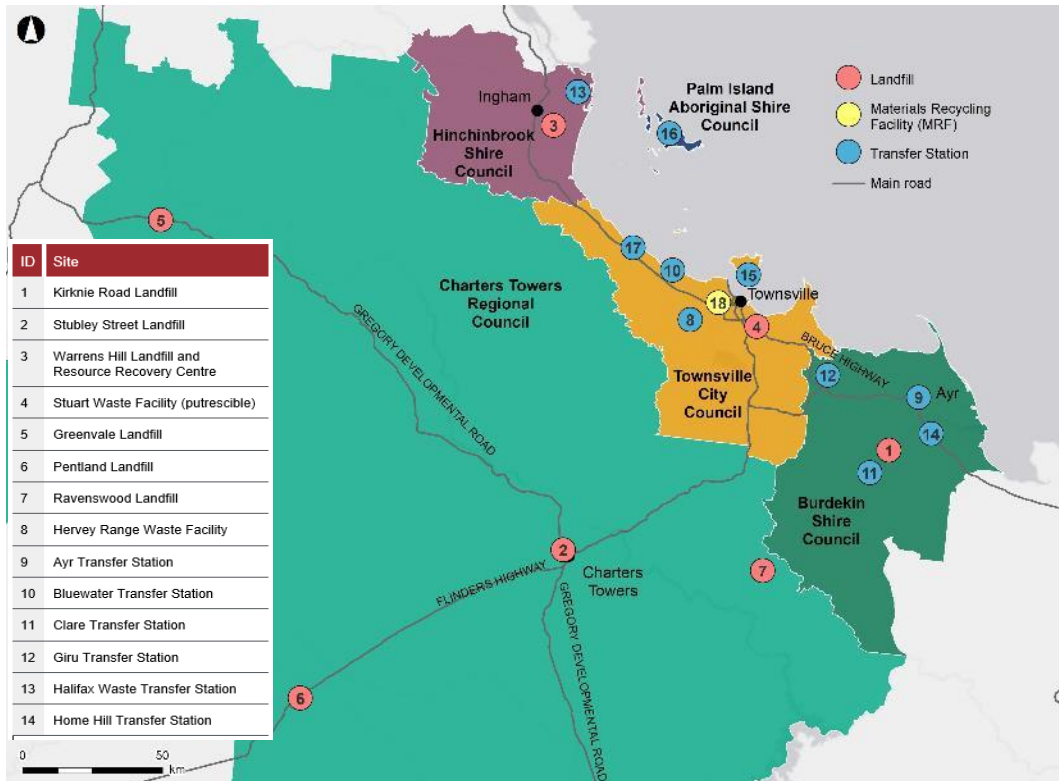 Ingham
13
3
Hinchinbrook
Shire
Council
Palm Island
Aboriginal Shire
Council
16
Landfill
Materials Recycling
Facility (MRF)
Transfer Station
Main road
5
17
10
15
Townsville
18
8
4
Charters Towers
Regional
Council
Townsville
City
Council
GREGORY DEVELOPMENTAL ROAD
BRUCE HIGHWAY
12
9
Ayr
14
1
11
Burdekin
Shire
Council
2
Charters
Towers
7
FLINDERS HIGHWAY
GREGORY DEVELOPMENTAL ROAD
6
ID Site
1 Kirknie Road Landfill
2 Stubley Street Landfill
3 Warrens Hill Landfill and
Resource Recovery Centre
4 Stuart Waste Facility (putrescible)
5 Greenvale Landfill
6 Pentland Landfill
7 Ravenswood Landfill
8 Hervey Range Waste Facility
9 Ayr Transfer Station
10 Bluewater Transfer Station
11 Clare Transfer Station
12 Giru Transfer Station
13 Halifax Waste Transfer Station
14 Home Hill Transfer Station
0 50
km